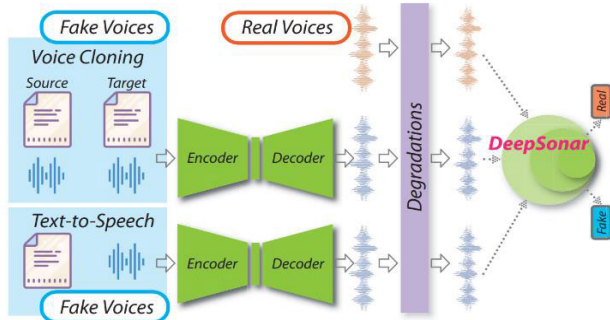 Fake Voices
Real Voices
Voice Cloning
Source
Target
Encoder
Decoder
Degradations
DeepSonar
Real
Fake
Text-to-Speech
Encoder
Decoder
Fake Voices